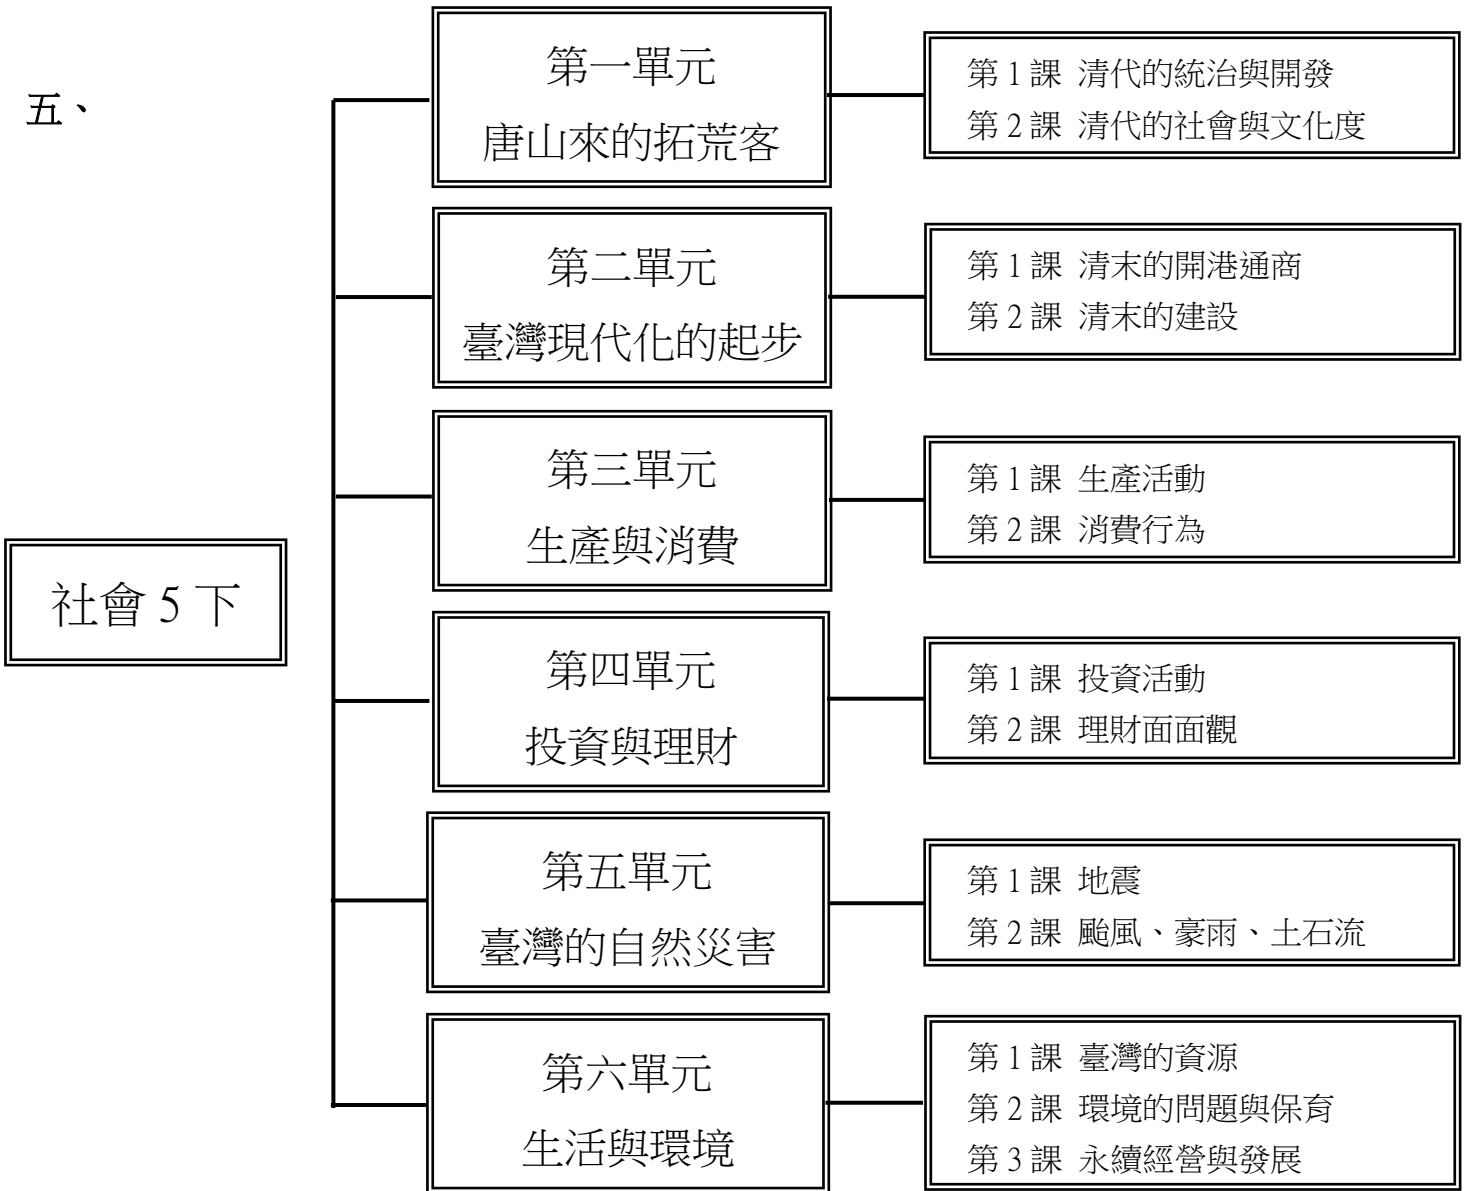 五、
社會 5 下
第一單元
唐山來的拓荒客
第 1 課 清代的統治與開發
第 2 課 清代的社會與文化度
第二單元
臺灣現代化的起步
第 1 課 清末的開港通商
第 2 課 清末的建設
第三單元
生產與消費
第 1 課 生產活動
第 2 課 消費行為
第四單元
投資與理財
第 1 課 投資活動
第 2 課 理財面面觀
第五單元
臺灣的自然災害
第 1 課 地震
第 2 課 颱風、豪雨、土石流
第六單元
生活與環境
第 1 課 臺灣的資源
第 2 課 環境的問題與保育
第 3 課 永續經營與發展